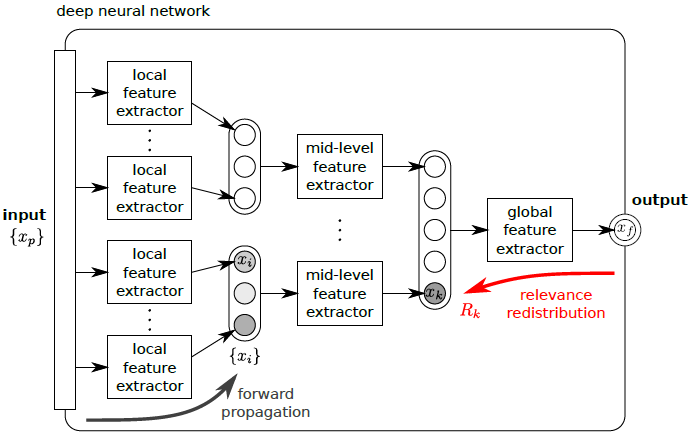 deep neural network
input
{x_p}
local
feature
extractor
local
feature
extractor
local
feature
extractor
local
feature
extractor
x_i
{x_i}
mid-level
feature
extractor
mid-level
feature
extractor
x_k
R_k
global
feature
extractor
output
x_f
relevance
redistribution
forward
propagation